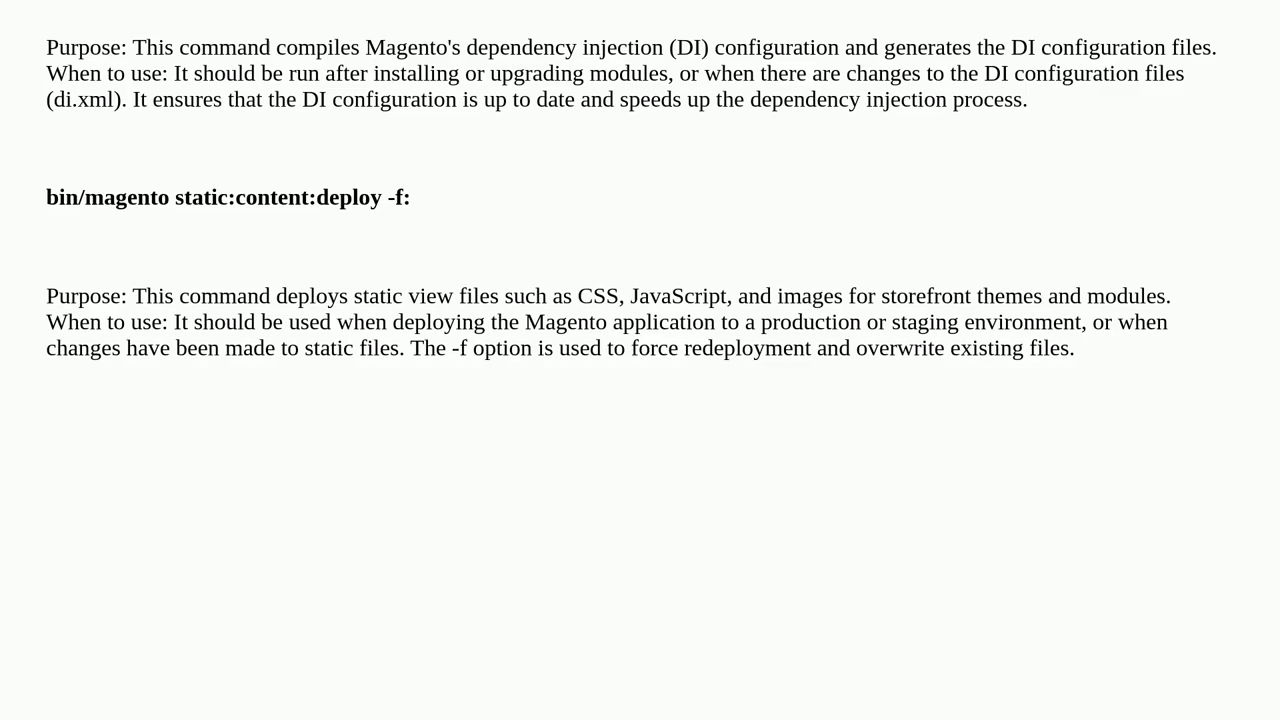 Purpose: This command compiles Magento's dependency injection (DI) configuration and generates the DI configuration files.
When to use: It should be run after installing or upgrading modules, or when there are changes to the DI configuration files
(di.xml). It ensures that the DI configuration is up to date and speeds up the dependency injection process.
bin/magento static:content:deploy -f:
Purpose: This command deploys static view files such as CSS, JavaScript, and images for storefront themes and modules.
When to use: It should be used when deploying the Magento application to a production or staging environment, or when
changes have been made to static files. The -f option is used to force redeployment and overwrite existing files.